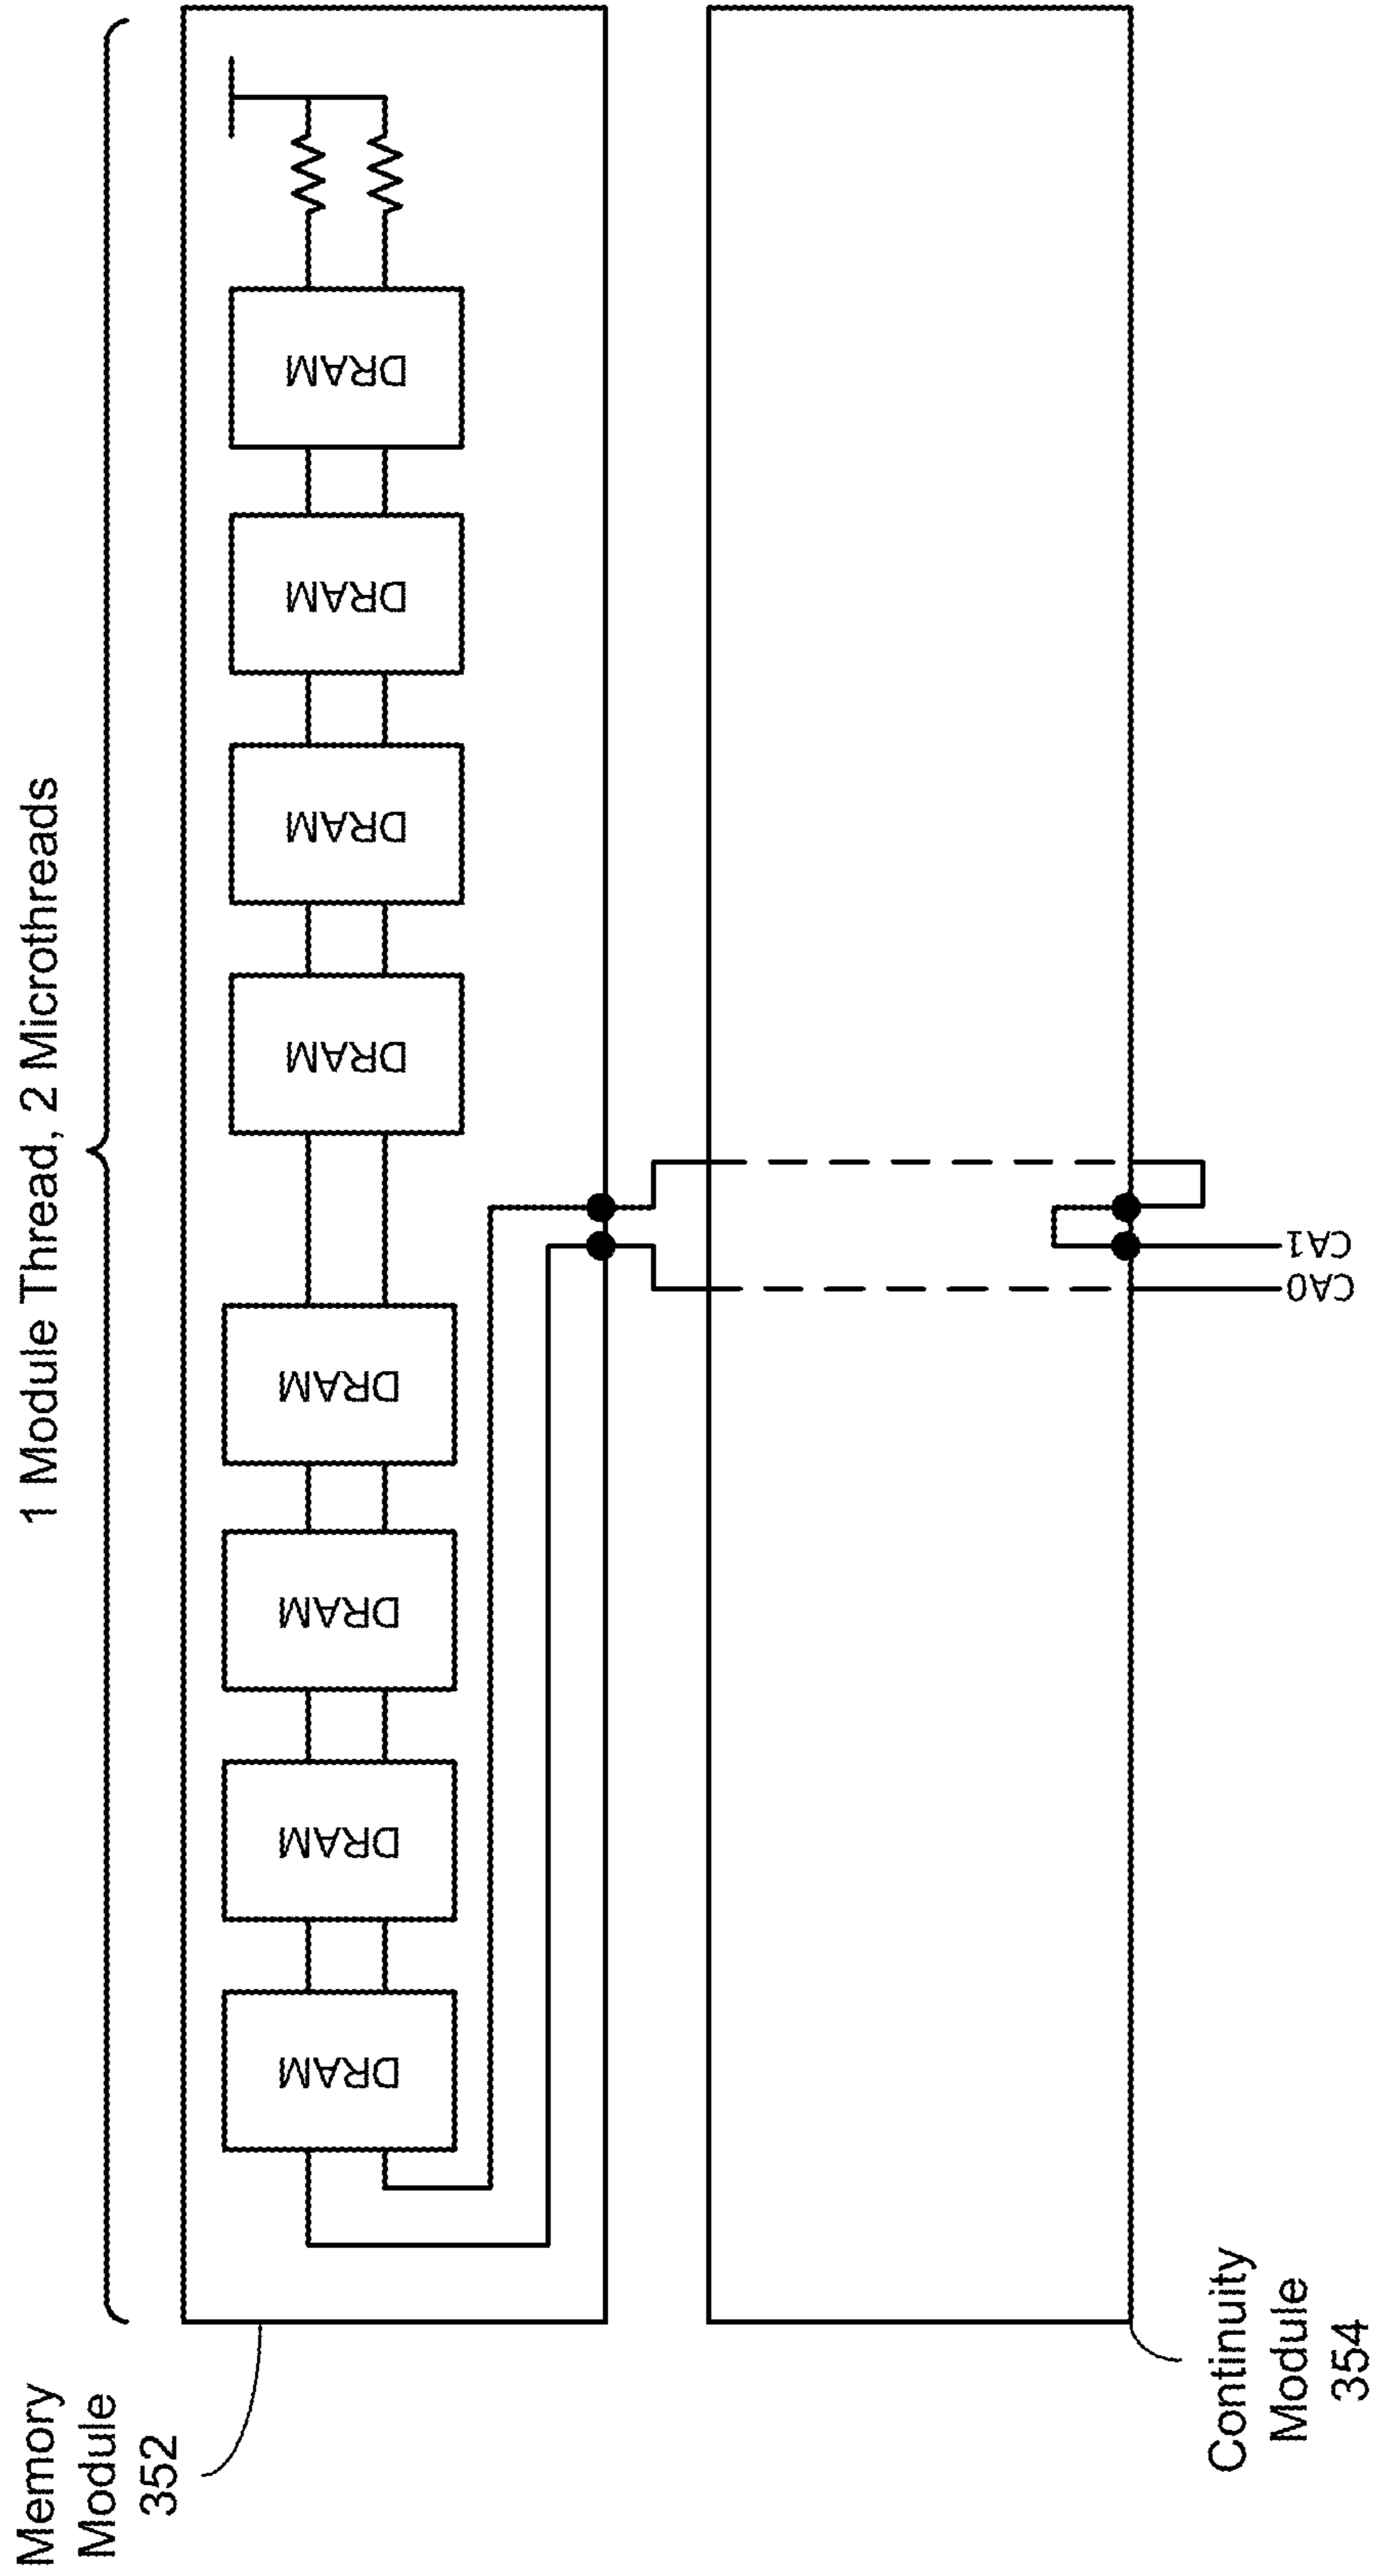 1 Module Thread, 2 Microthreads
Memory
Module
352
DRAM
DRAM
DRAM
DRAM
DRAM
DRAM
DRAM
DRAM
CA0
CA1
Continuity
Module
354